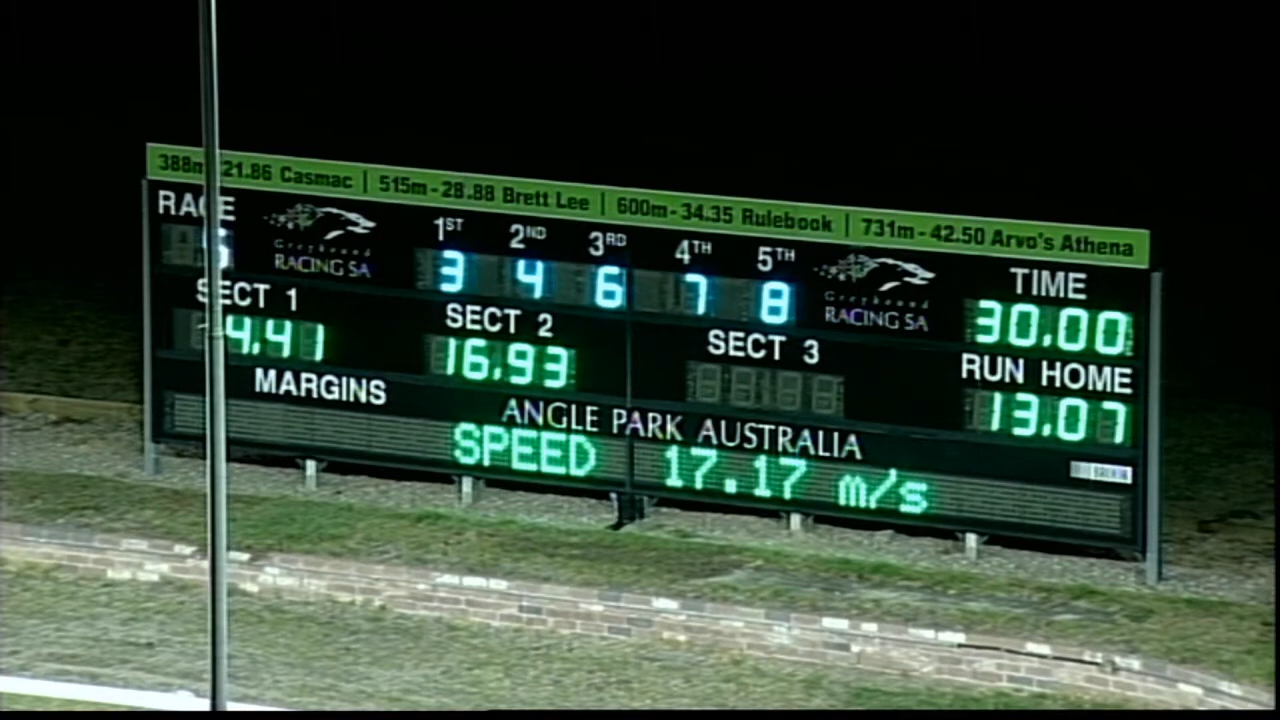 388m-21.86 Casmac | 515m-28.88 Brett Lee | 600m-34.35 Rulebook | 731m-42.50 Arvo's Athena
RACE
Greyhound
RACING SA
1ST 2ND 3RD 4TH 5TH
3 4 6 7 8
Greyhound
RACING SA
TIME
30.00
SECT 1
4.41
SECT 2
16.93
SECT 3
RUN HOME
13.07
MARGINS
ANGLE PARK AUSTRALIA
SPEED 17.17 m/s